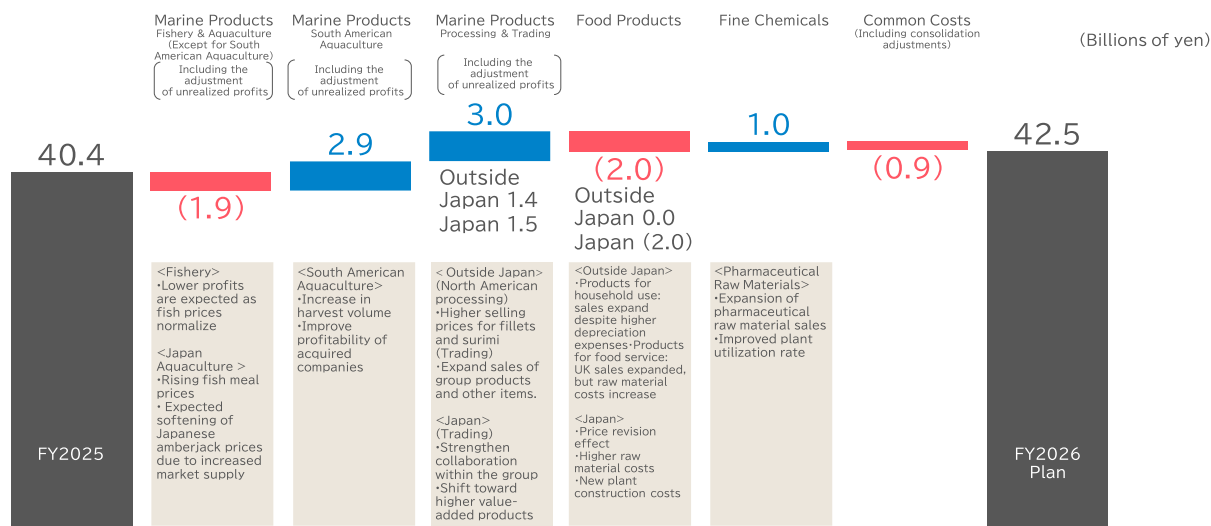 Marine Products
Fishery & Aquaculture
(Except for South
American Aquaculture)
Including the
adjustment
of unrealized profits
Marine Products
South American
Aquaculture
Including the
adjustment
of unrealized profits
Marine Products
Processing & Trading
Including the
adjustment
of unrealized profits
Food Products
Fine Chemicals
Common Costs
(Including consolidation
adjustments)
(Billions of yen)
40.4
(1.9)
2.9
3.0
Outside
Japan 1.4
Japan 1.5
(2.0)
Outside
Japan 0.0
Japan (2.0)
1.0
(0.9)
42.5
FY2025
<Fishery>
・Lower profits
are expected as
fish prices
normalize
<Japan
Aquaculture >
・Rising fish meal
prices
・ Expected
softening of
Japanese
amberjack prices
due to increased
market supply
<South American
Aquaculture>
・Increase in
harvest volume
・Improve
profitability of
acquired
companies
< Outside Japan>
(North American
processing)
・Higher selling
prices for fillets
and surimi
(Trading)
・Expand sales of
group products
and other items.
<Japan>
(Trading)
・Strengthen
collaboration
within the group
・Shift toward
higher value-
added products
<Outside Japan>
・Products for
household use:
sales expand
despite higher
depreciation
expenses・Products
for food service:
UK sales expanded,
but raw material
costs increase
<Japan>
・Price revision
effect
・Higher raw
material costs
・New plant
construction costs
<Pharmaceutical
Raw Materials>
・Expansion of
pharmaceutical
raw material sales
・Improved plant
utilization rate
FY2026
Plan